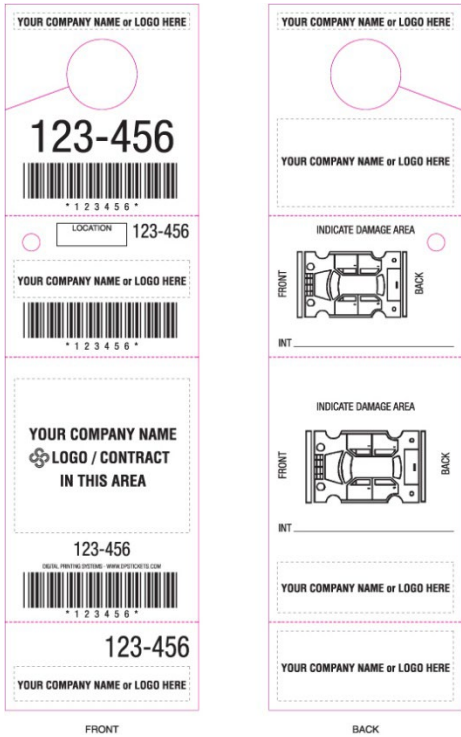 YOUR COMPANY NAME or LOGO HERE
123-456
*123456*
LOCATION
123-456
YOUR COMPANY NAME or LOGO HERE
*123456*
YOUR COMPANY NAME
LOGO / CONTRACT
IN THIS AREA
123-456
DIGITAL PRINTING SYSTEMS - WWW.DPSTICKETS.COM
*123456*
123-456
YOUR COMPANY NAME or LOGO HERE
FRONT
YOUR COMPANY NAME or LOGO HERE
YOUR COMPANY NAME or LOGO HERE
INDICATE DAMAGE AREA
FRONT
BACK
INT
INDICATE DAMAGE AREA
FRONT
BACK
INT
YOUR COMPANY NAME or LOGO HERE
YOUR COMPANY NAME or LOGO HERE
BACK